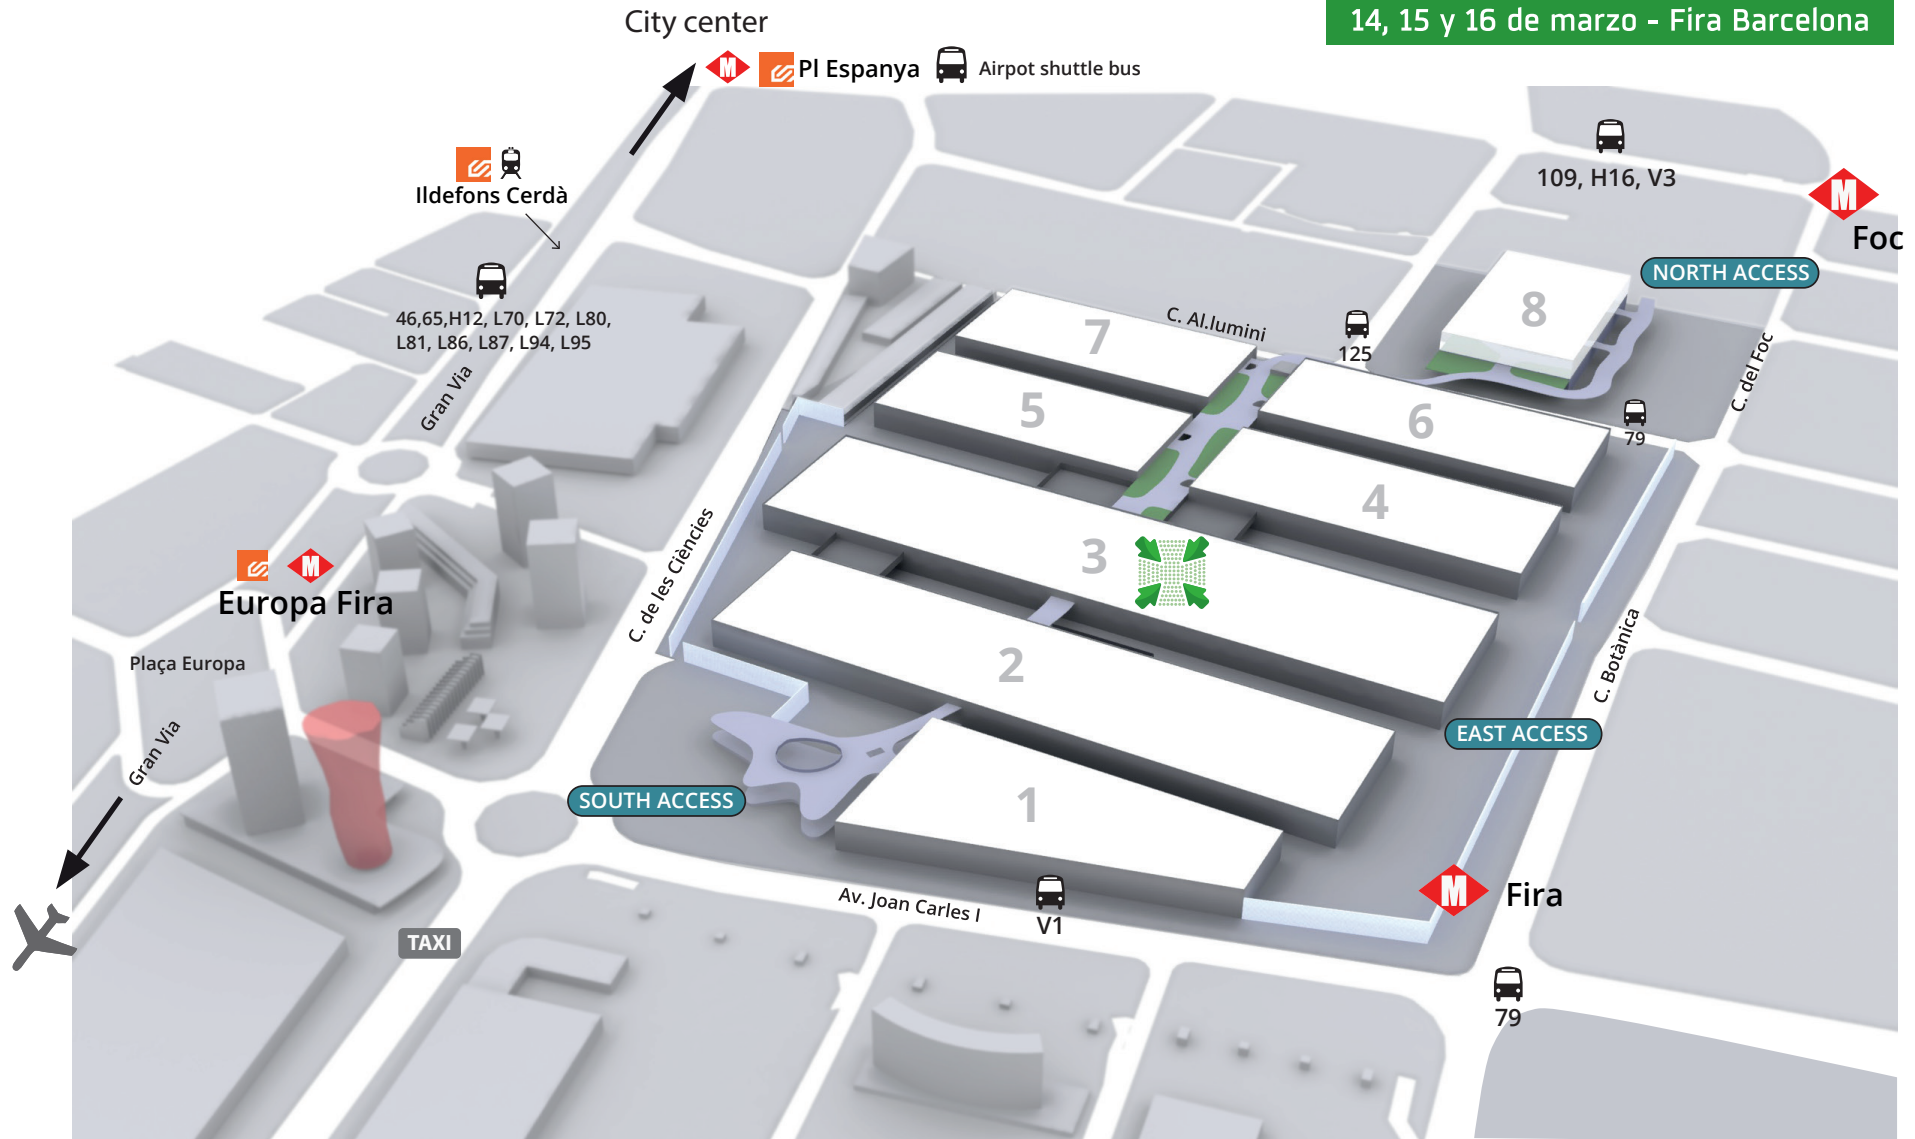 City center
14, 15 y 16 de marzo - Fira Barcelona
M
Pl Espanya
Airpot shuttle bus
Ildefons Cerdà
109, H16, V3
M
Foc
NORTH ACCESS
46,65,H12, L70, L72, L80,
L81, L86, L87, L94, L95
Gran Via
C. Al.lumini
125
7
8
5
6
79
C. del Foc
4
3
C. de les Ciències
M
Europa Fira
Plaça Europa
2
C. Botànica
EAST ACCESS
Gran Via
SOUTH ACCESS
1
Av. Joan Carles I
V1
M
Fira
TAXI
79